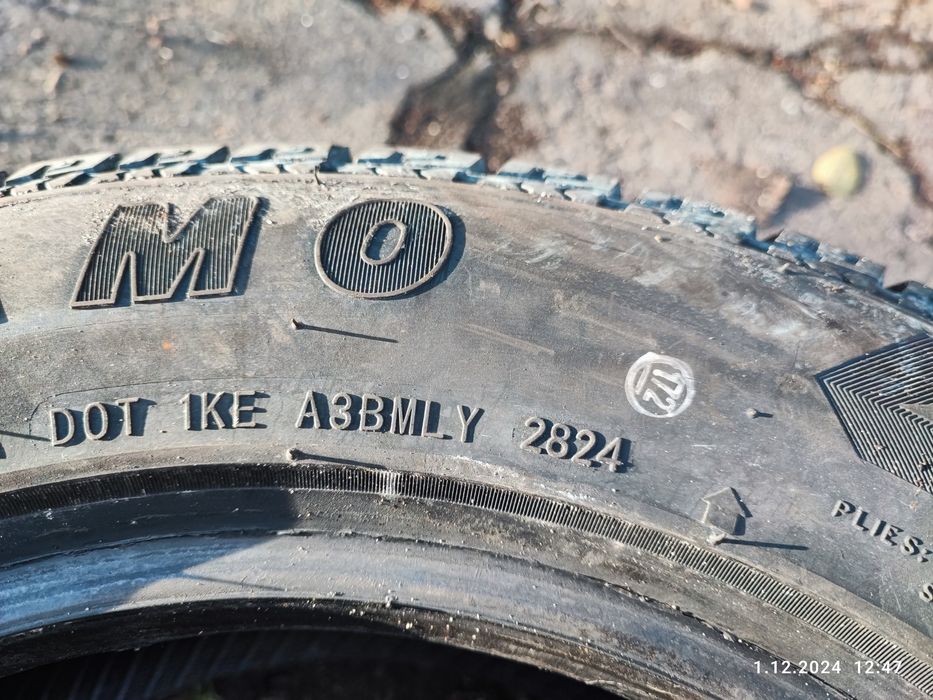 MO
DOT 1KE A3BMLY 2824
PLIES:
1.12.2024 12:47